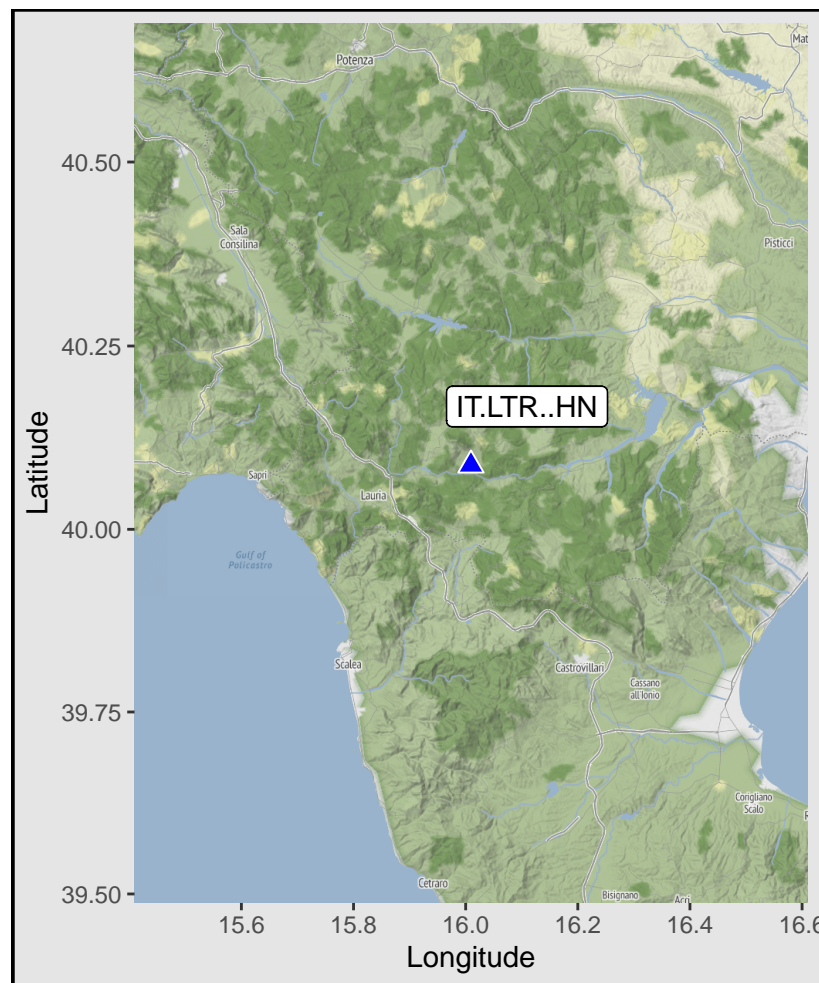 Mat
Potenza
40.50
Sala
Consilina
Pisticci
40.25
IT.LTR..HN
Latitude
Sapri
Lauria
40.00
Gulf of
Policastro
Scalea
Castrovillari
Cassano
all'Ionio
39.75
Corigliano
Scalo
R
Cetraro
39.50
Bisignano
Acri
15.6
15.8
16.0
16.2
16.4
16.6
Longitude